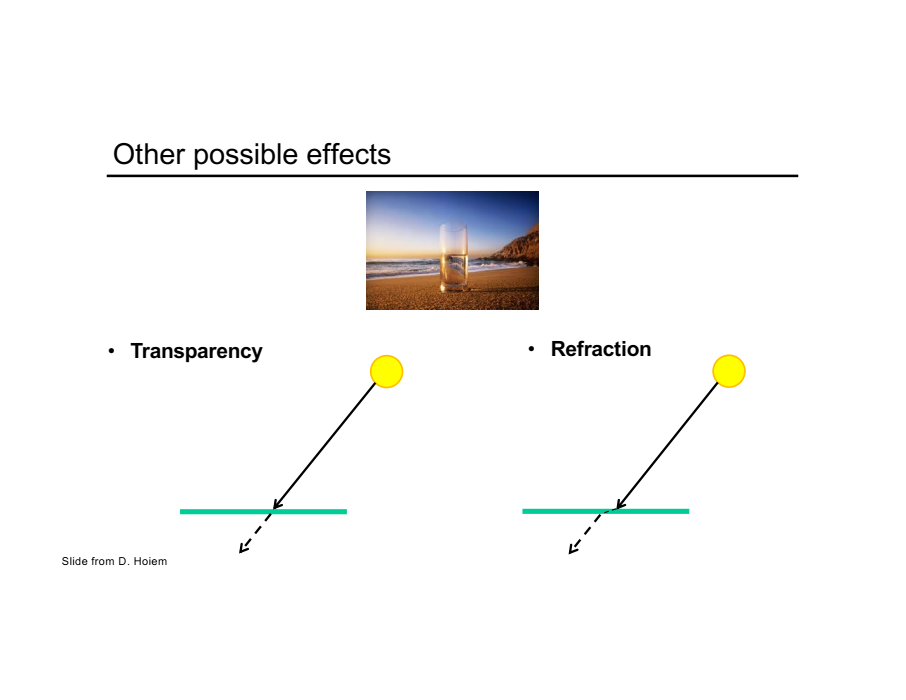 Other possible effects
• Transparency
• Refraction
Slide from D. Hoiem